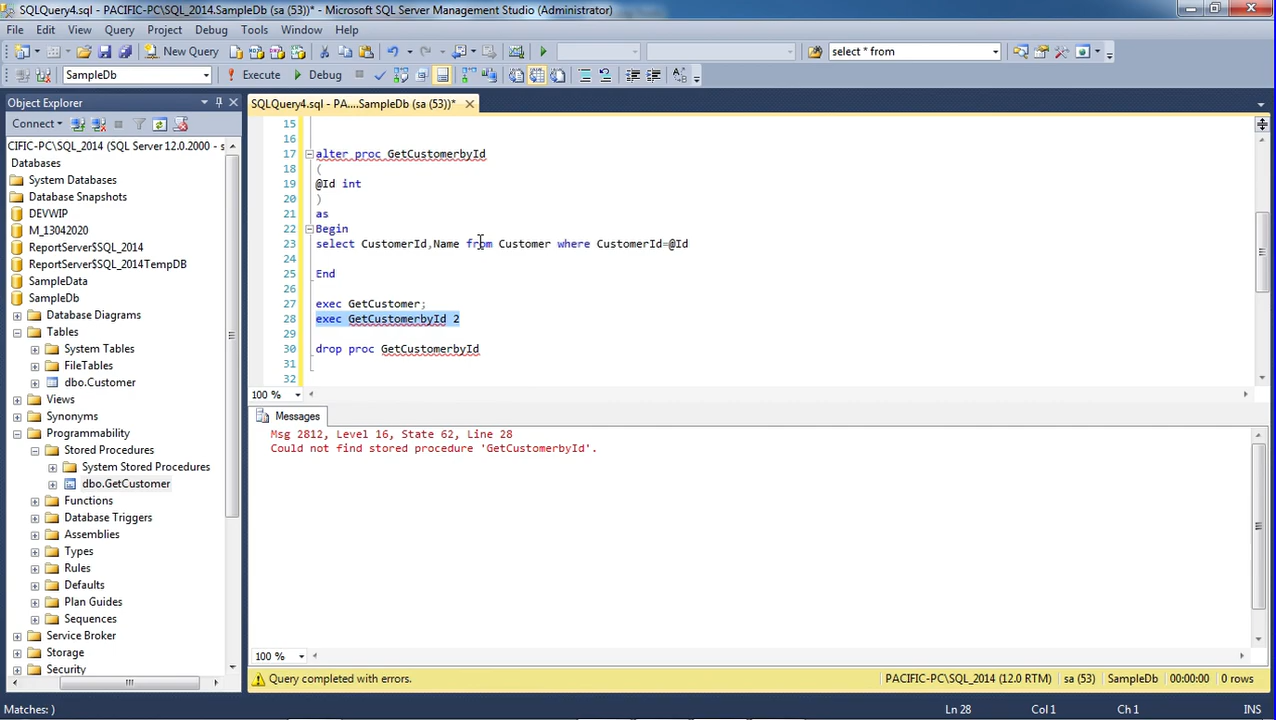 SQLQuery4.sql - PACIFIC-PC\SQL_2014.SampleDb (sa (53))* - Microsoft SQL Server Management Studio (Administrator)
File Edit View Query Project Debug Tools Window Help
New Query
select * from
SampleDb
Execute
Debug
Object Explorer
SQLQuery4.sql - PA....SampleDb (sa (53))*
Connect
CIFIC-PC\SQL_2014 (SQL Server 12.0.2000 - s
Databases
System Databases
Database Snapshots
DEVWIP
M_13042020
ReportServer$SQL_2014
ReportServer$SQL_2014TempDB
SampleData
SampleDb
Database Diagrams
Tables
System Tables
FileTables
dbo.Customer
Views
Synonyms
Programmability
Stored Procedures
System Stored Procedures
dbo.GetCustomer
Functions
Database Triggers
Assemblies
Types
Rules
Defaults
Plan Guides
Sequences
Service Broker
Storage
Security
15
16
17 alter proc GetCustomerbyId
18 (
19 @Id int
20 )
21 as
22 Begin
23 select CustomerId,Name from Customer where CustomerId=@Id
24
25 End
26
27 exec GetCustomer;
28 exec GetCustomerbyId 2
29
30 drop proc GetCustomerbyId
31
32
100 %
Messages
Msg 2812, Level 16, State 62, Line 28
Could not find stored procedure 'GetCustomerbyId'.
100 %
Query completed with errors.
PACIFIC-PC\SQL_2014 (12.0 RTM) sa (53) SampleDb 00:00:00 0 rows
Matches: )
Ln 28 Col 1 Ch 1 INS